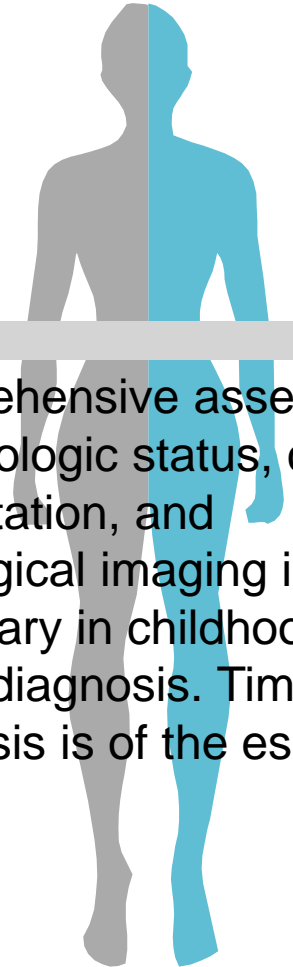 ehensive asse
ologic status,
tation, and
gical imaging i
ary in childhoo
diagnosis. Tim
sis is of the es